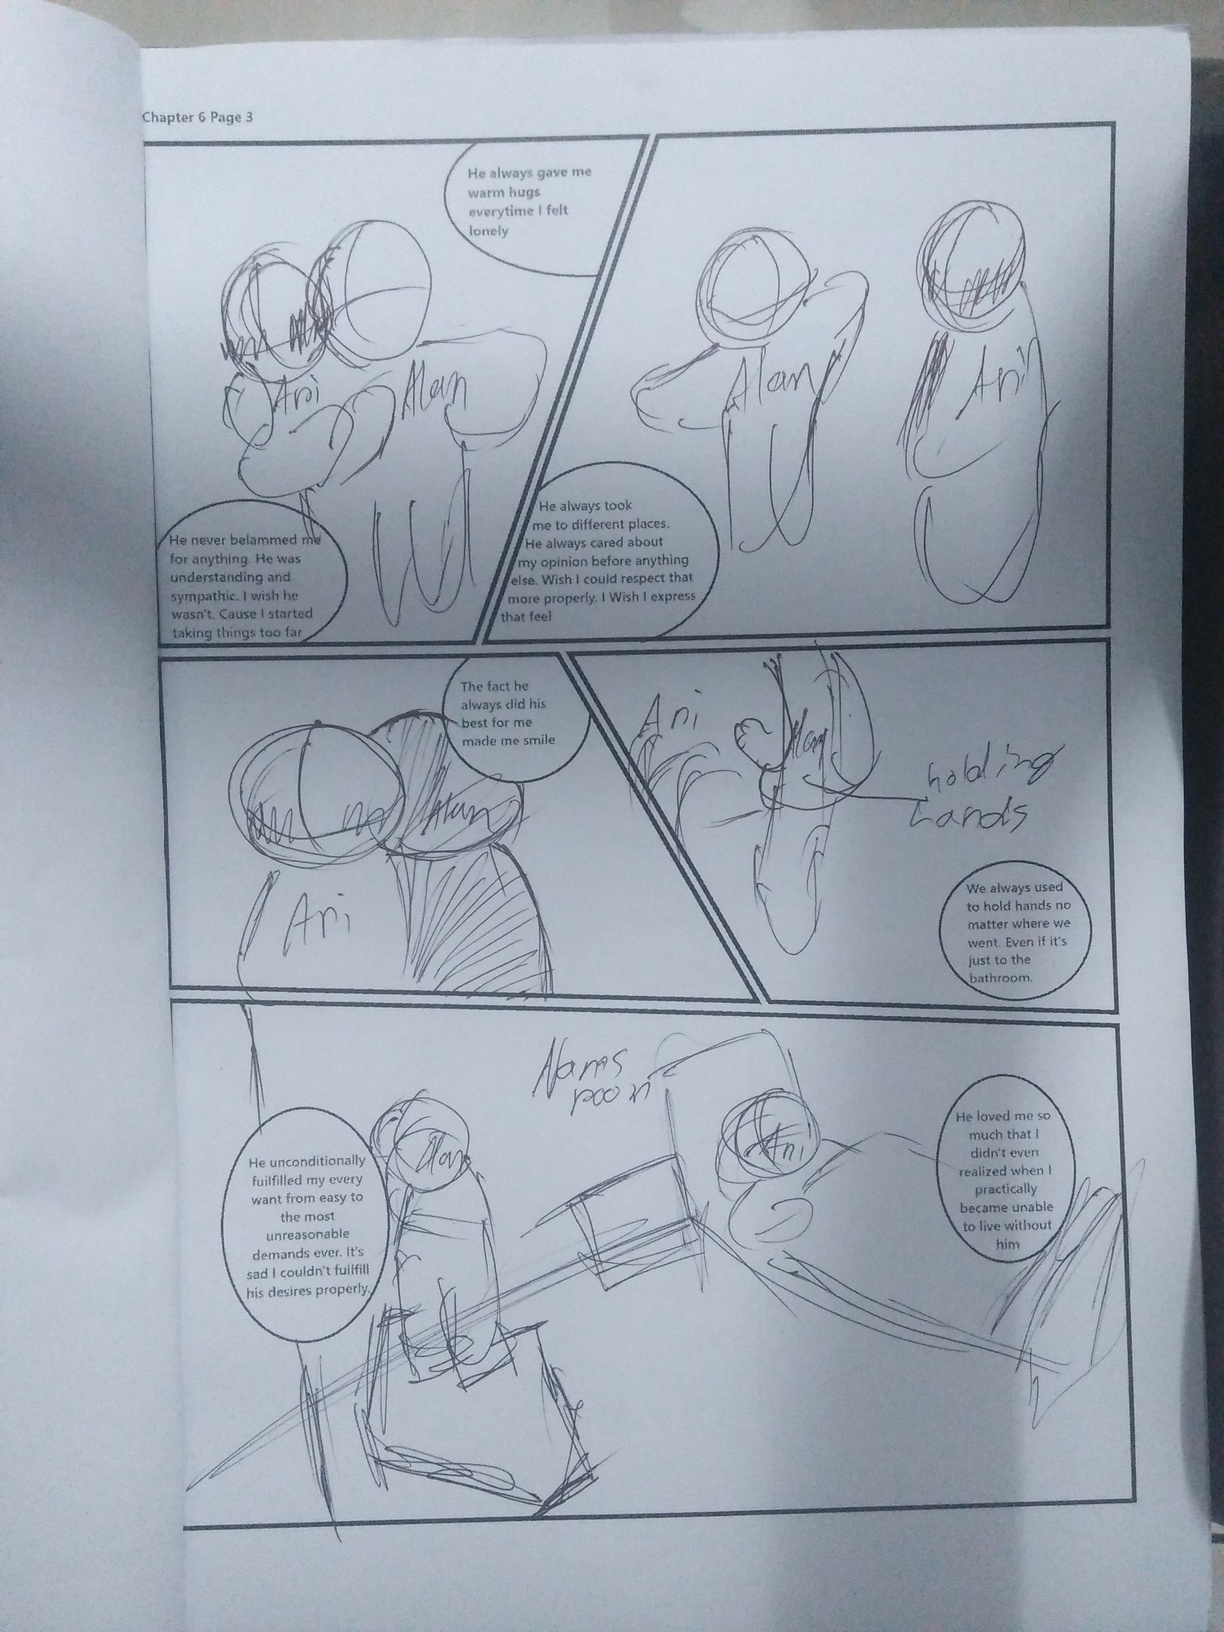 Chapter 6 Page 3
He always gave me
warm hugs
everytime I felt
lonely
Ani
Alan
He never belammed me
for anything. He was
understanding and
sympathic. I wish he
wasn't. Cause I started
taking things too far
Alan
Ani
He always took
me to different places.
He always cared about
my opinion before anything
else. Wish I could respect that
more properly. I Wish I express
that feel
The fact he
always did his
best for me
made me smile
Alan
Ani
Ani
Alan
holding
hands
We always used
to hold hands no
matter where we
went. Even if it's
just to the
bathroom.
room
Alan
Ani
He unconditionally
fuilfilled my every
want from easy to
the most
unreasonable
demands ever. It's
sad I couldn't fuilfill
his desires properly.
He loved me so
much that I
didn't even
realized when I
practically
became unable
to live without
him